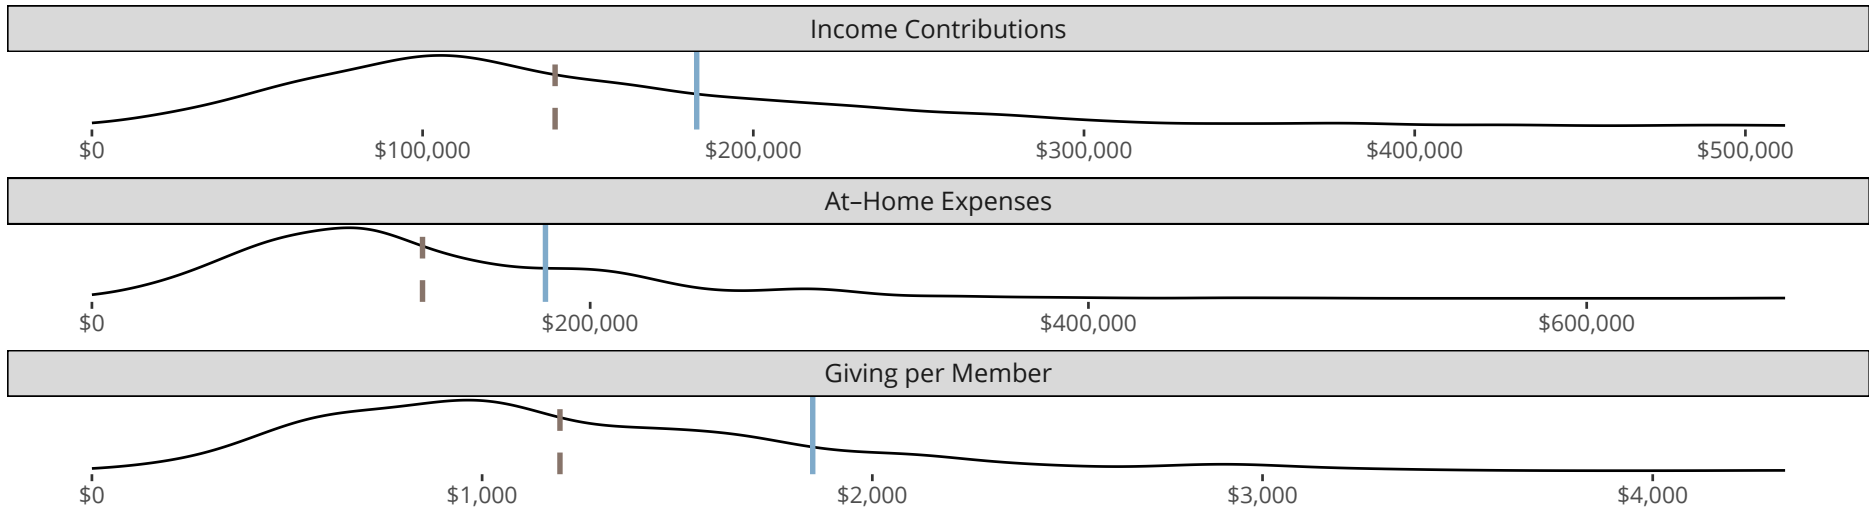 Income Contributions
$0 $100,000 $200,000 $300,000 $400,000 $500,000
At–Home Expenses
$0 $200,000 $400,000 $600,000
Giving per Member
$0 $1,000 $2,000 $3,000 $4,000